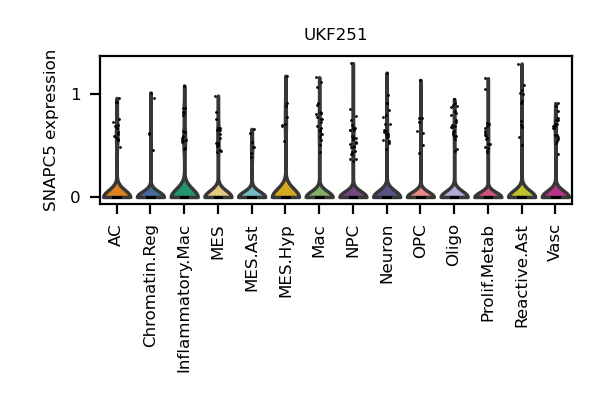 UKF251
SNAPC5 expression
1
0
AC
Chromatin.Reg
Inflammatory.Mac
MES
MES.Ast
MES.Hyp
Mac
NPC
Neuron
OPC
Oligo
Prolif.Metab
Reactive.Ast
Vasc